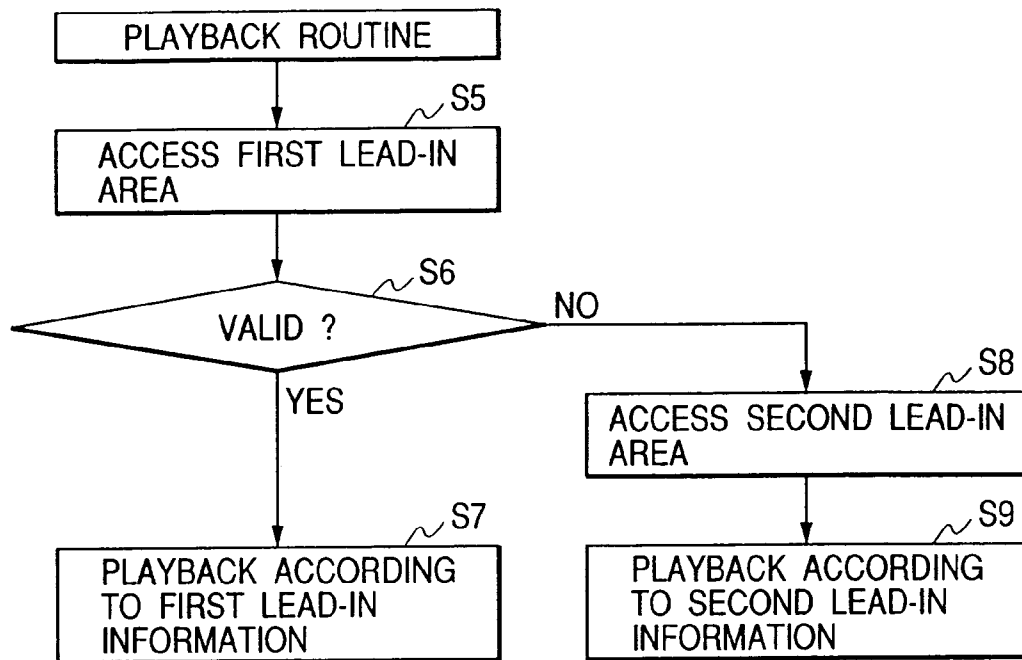 PLAYBACK ROUTINE
S5
ACCESS FIRST LEAD-IN
AREA
S6
VALID ?
NO
YES
S8
ACCESS SECOND LEAD-IN
AREA
S7
PLAYBACK ACCORDING
TO FIRST LEAD-IN
INFORMATION
S9
PLAYBACK ACCORDING
TO SECOND LEAD-IN
INFORMATION